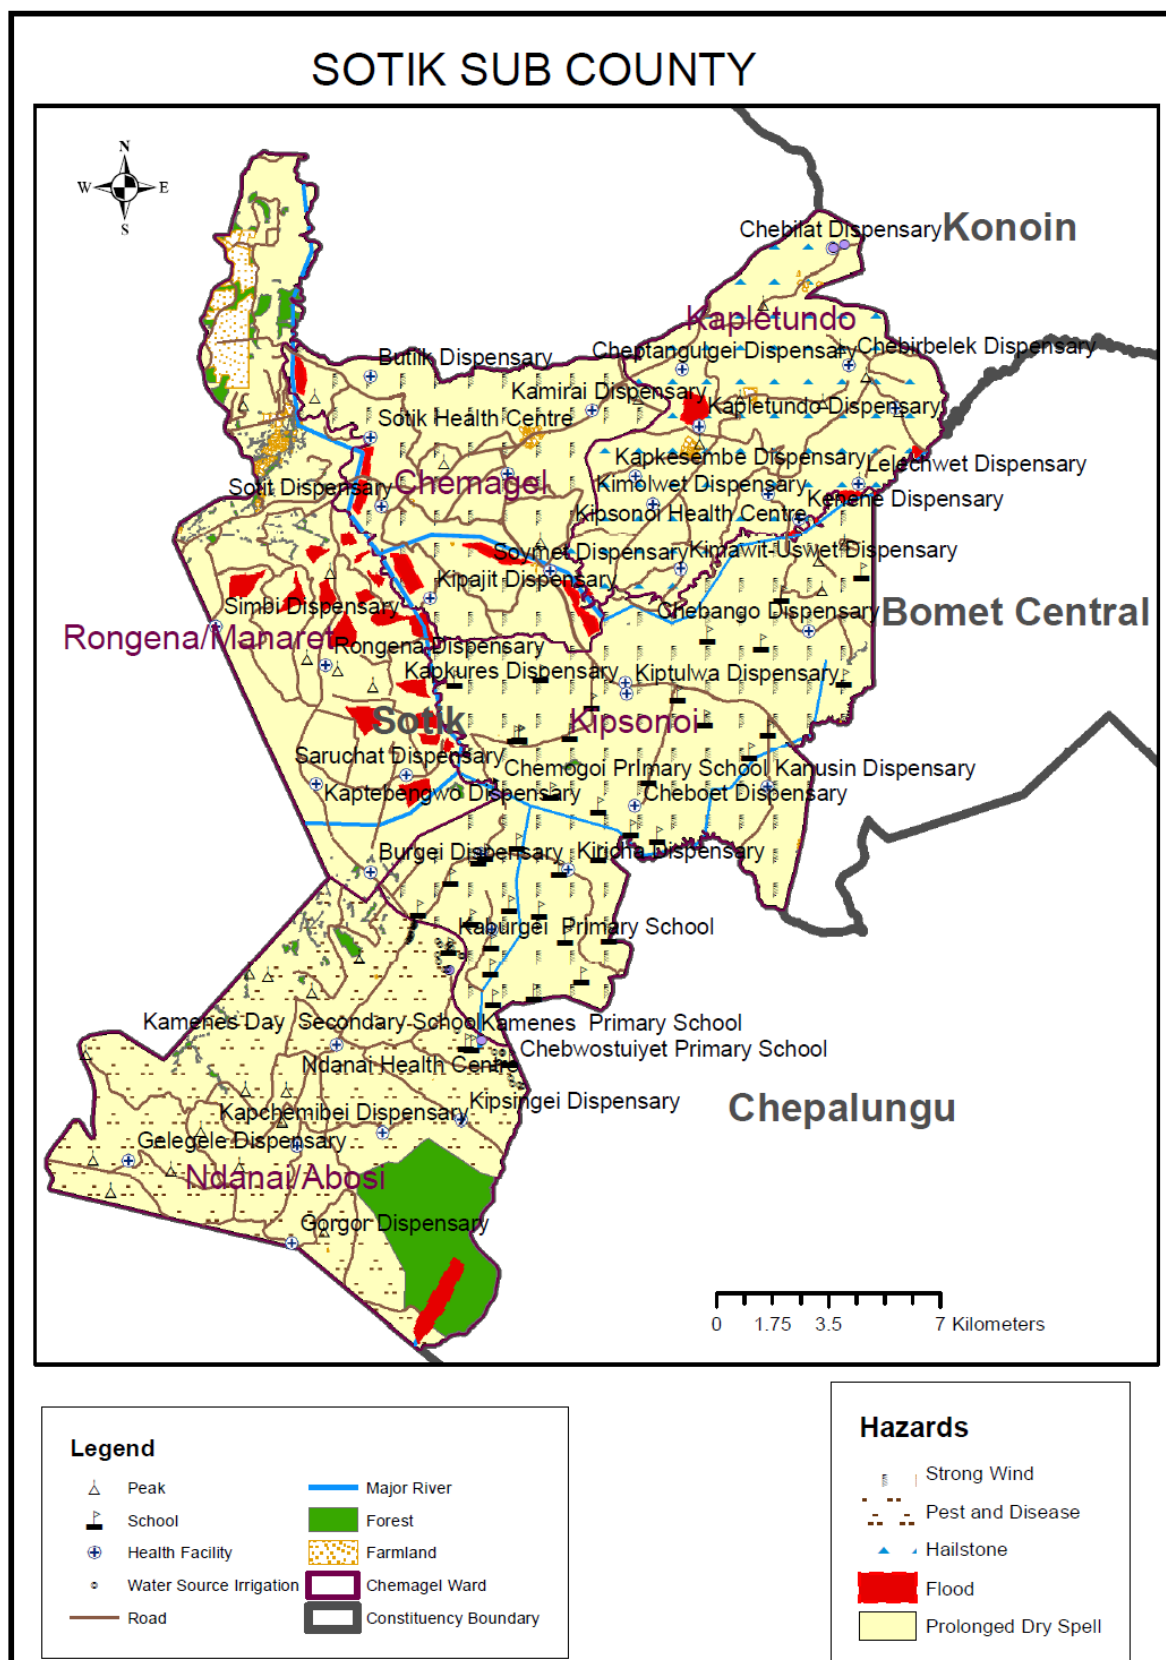 SOTIK SUB COUNTY
N
W E
S
Chebilat Dispensary
Konoin
Kapletundo
Butiik Dispensary
Cheptangulgei Dispensary
Chebirbelek Dispensary
Kamirai Dispensary
Kapletundo Dispensary
Sotik Health Centre
Kapkesembe Dispensary
Lelechwet Dispensary
Sotit Dispensary
Chemagel
Kimolwet Dispensary
Kenene Dispensary
Kipsonoi Health Centre
Soymet Dispensary
Kimawit-Uswet Dispensary
Kipajit Dispensary
Simbi Dispensary
Chebango Dispensary
Bomet Central
Rongena/Manaret
Rongena Dispensary
Kapkures Dispensary
Kiptulwa Dispensary
Sotik
Kipsonoi
Saruchat Dispensary
Chemogoi PrImary School
Kanusin Dispensary
Kaptebengwo Dispensary
Cheboet Dispensary
Burgei Dispensary
Kiricha Dispensary
Kaburgei Primary School
Kamenes Day Secondary School
Kamenes Primary School
Chebwostuiyet Primary School
Ndanai Health Centre
Kipsingei Dispensary
Kapchemibei Dispensary
Chepalungu
Gelegele Dispensary
Ndanai/Abosi
Gorgor Dispensary
0 1.75 3.5 7 Kilometers
Legend
Peak
School
Health Facility
Water Source Irrigation
Road
Major River
Forest
Farmland
Chemagel Ward
Constituency Boundary
Hazards
Strong Wind
Pest and Disease
Hailstone
Flood
Prolonged Dry Spell